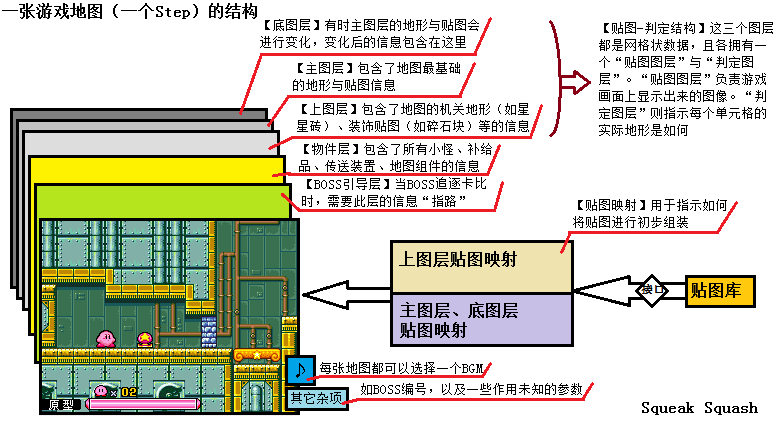 一张游戏地图（一个Step）的结构
【底图层】有时主图层的地形与贴图会
进行变化，变化后的信息包含在这里
【主图层】包含了地图最基础
的地形与贴图信息
【上图层】包含了地图的机关地形（如星
星砖）、装饰贴图（如碎石块）等的信息
【物件层】包含了所有小怪、补给
品、传送装置、地图组件的信息
【BOSS引导层】当BOSS追逐卡比
时，需要此层的信息“指路”
【贴图-判定结构】这三个图层
都是网格状数据，且各拥有一
个“贴图图层”与“判定图
层”。“贴图图层”负责游戏
画面上显示出来的图像。“判
定图层”则指示每个单元格的
实际地形是如何
【贴图映射】用于指示如何
将贴图进行初步组装
上图层贴图映射
主图层、底图层
贴图映射
接口
贴图库
♪
每张地图都可以选择一个BGM
其它杂项
如BOSS编号，以及一些作用未知的参数
×02
原型
Squeak Squash